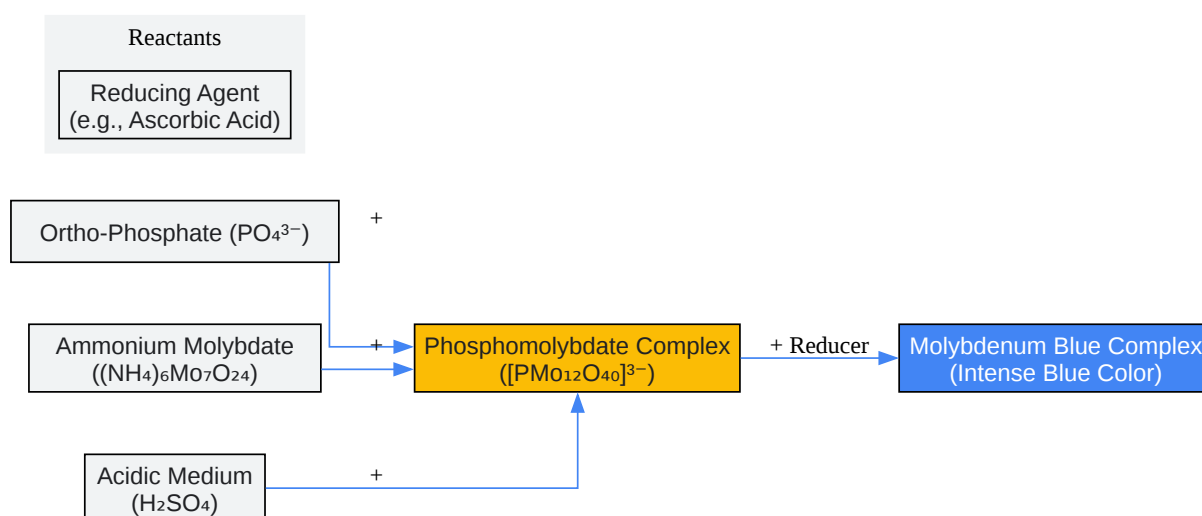 Reactants
Reducing Agent
(e.g., Ascorbic Acid)
Ortho-Phosphate (PO₄³⁻)
+
Ammonium Molybdate
((NH₄)₆Mo₇O₂₄)
+
Phosphomolybdate Complex
([PMo₁₂O₄₀]³⁻)
+ Reducer
Molybdenum Blue Complex
(Intense Blue Color)
Acidic Medium
(H₂SO₄)
+